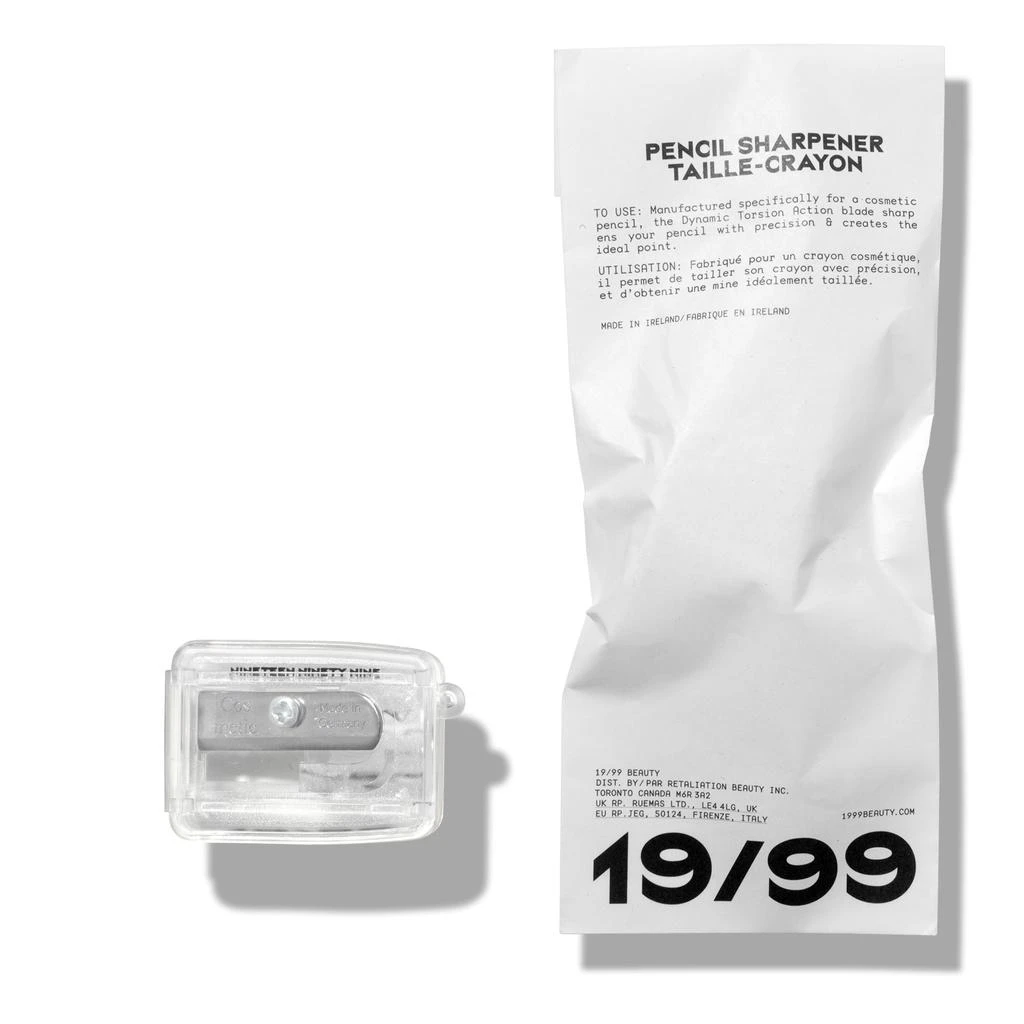 PENCIL SHARPENER
TAILLE-CRAYON
TO USE: Manufactured specifically for a cosmetic
pencil, the Dynamic Torsion Action blade sharp
ens your pencil with precision & creates the
ideal point.
UTILISATION: Fabriqué pour un crayon cosmétique,
il permet de tailler son crayon avec précision,
et d'obtenir une mine idéalement taillée.
MADE IN IRELAND/FABRIQUE EN IRELAND
NINETEEN NINETY NINE
Cos
metic
Made in
Germany
19/99 BEAUTY
DIST. BY/PAR RETALIATION BEAUTY INC.
TORONTO CANADA M6R 3A2
UK RP. RUEMAS LTD., LE4 4LG, UK
EU RP.JEG, 50124, FIRENZE, ITALY
1999BEAUTY.COM
19/99